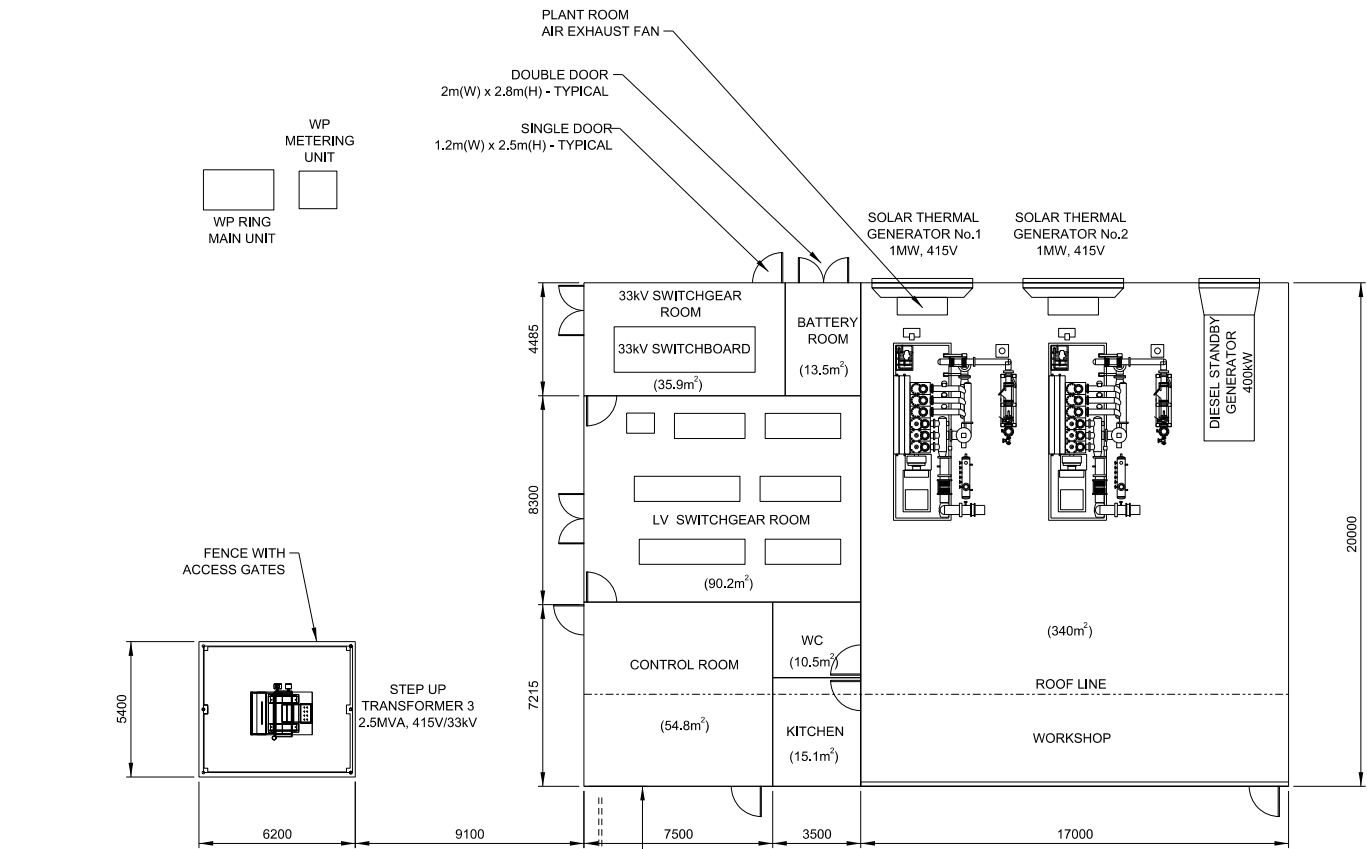 PLANT ROOM
AIR EXHAUST FAN
DOUBLE DOOR
2m(W) x 2.8m(H) - TYPICAL
SINGLE DOOR
1.2m(W) x 2.5m(H) - TYPICAL
WP
METERING
UNIT
WP RING
MAIN UNIT
SOLAR THERMAL
GENERATOR No.1
1MW, 415V
SOLAR THERMAL
GENERATOR No.2
1MW, 415V
33kV SWITCHGEAR
ROOM
33kV SWITCHBOARD
(35.9m²)
BATTERY
ROOM
(13.5m²)
DIESEL STANDBY
GENERATOR
400kW
4485
8300
7215
20000
LV SWITCHGEAR ROOM
(90.2m²)
FENCE WITH
ACCESS GATES
STEP UP
TRANSFORMER 3
2.5MVA, 415V/33kV
5400
CONTROL ROOM
(54.8m²)
WC
(10.5m²)
KITCHEN
(15.1m²)
(340m²)
ROOF LINE
WORKSHOP
6200
9100
7500
3500
17000